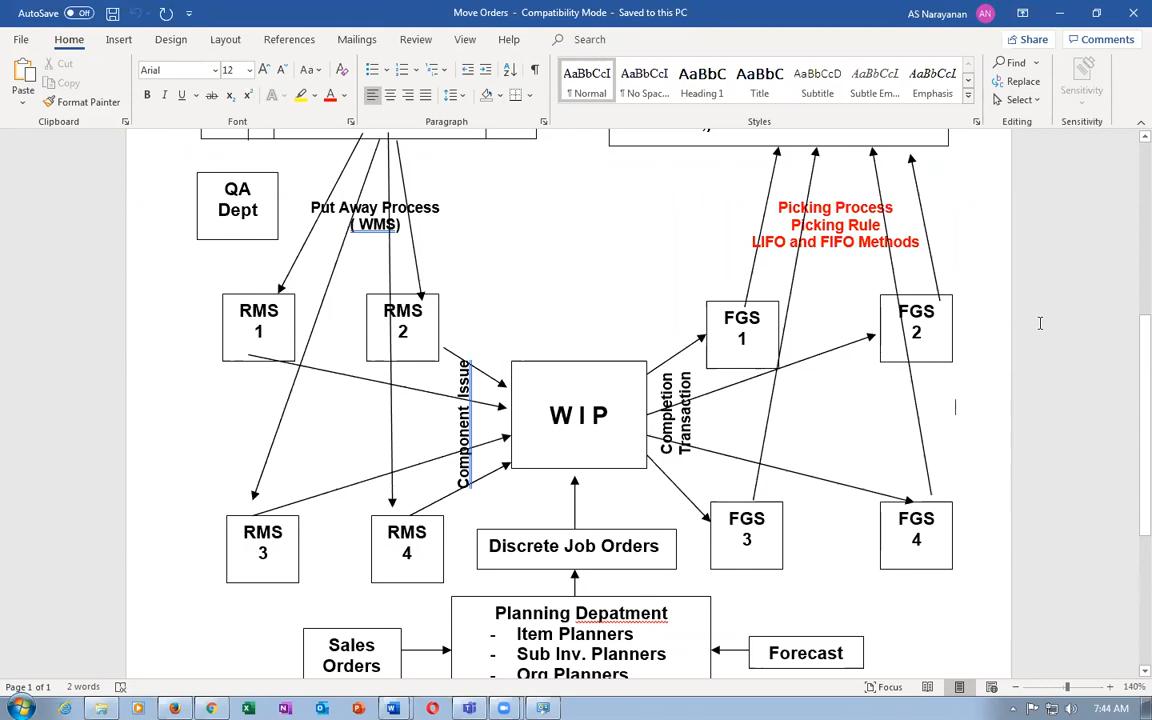 AutoSave Off
Move Orders - Compatibility Mode - Saved to this PC
AS Narayanan AN
File Home Insert Design Layout References Mailings Review View Help Search
Share Comments
Paste
Cut
Copy
Format Painter
Clipboard
Arial 12
Font
Paragraph
AaBbCcI AaBbCcI AaBbC AaBbC AaBbCcD AaBbCcI AaBbCcI
¶ Normal ¶ No Spac... Heading 1 Title Subtitle Subtle Em... Emphasis
Styles
Find
Replace
Select
Editing
Sensitivity
Sensitivity
QA
Dept
Put Away Process
( WMS)
Picking Process
Picking Rule
LIFO and FIFO Methods
RMS
1
RMS
2
FGS
1
FGS
2
Component Issue
W I P
Completion
Transaction
RMS
3
RMS
4
FGS
3
FGS
4
Discrete Job Orders
Planning Depatment
- Item Planners
- Sub Inv. Planners
- Org Planners
Sales
Orders
Forecast
Page 1 of 1 2 words
Focus
140%
7:44 AM